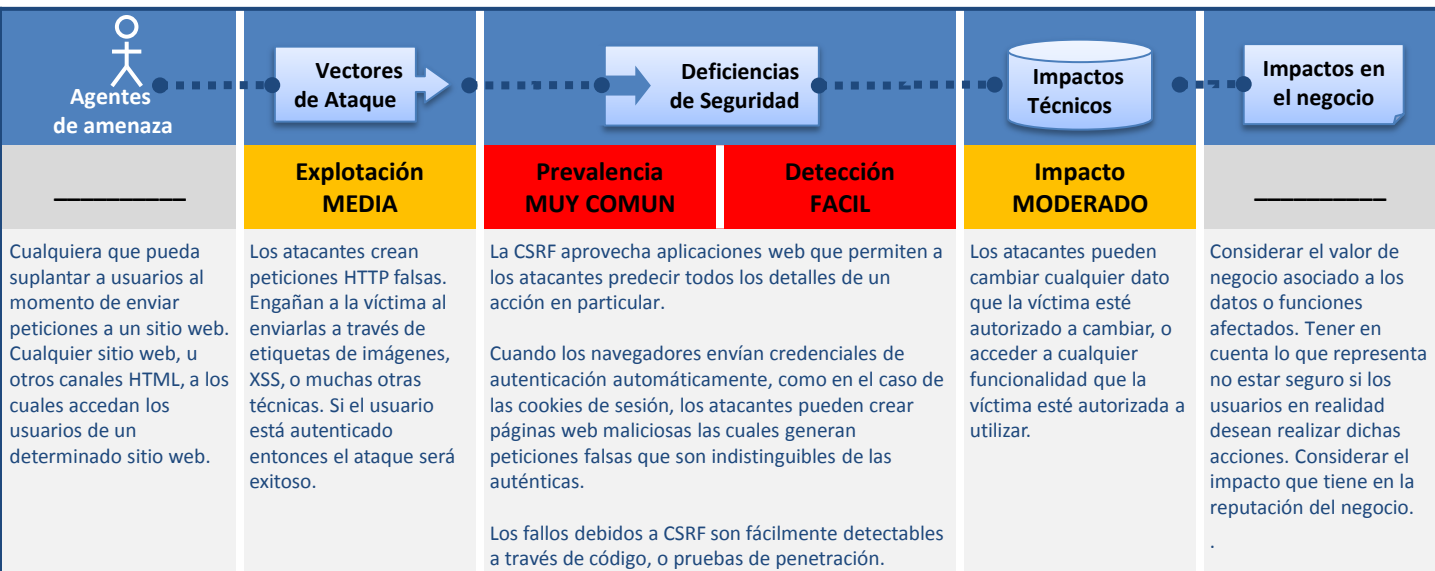 Agentes
de amenaza
Vectores
de Ataque
Deficiencias
de Seguridad
Impactos
Técnicos
Impactos en
el negocio
__________
Explotación
MEDIA
Prevalencia
MUY COMUN
Detección
FACIL
Impacto
MODERADO
__________
Cualquiera que pueda
suplantar a usuarios al
momento de enviar
peticiones a un sitio web.
Cualquier sitio web, u
otros canales HTML, a los
cuales accedan los
usuarios de un
determinado sitio web.
Los atacantes crean
peticiones HTTP falsas.
Engañan a la víctima al
enviarlas a través de
etiquetas de imágenes,
XSS, o muchas otras
técnicas. Si el usuario
está autenticado
entonces el ataque será
exitoso.
La CSRF aprovecha aplicaciones web que permiten a
los atacantes predecir todos los detalles de un
acción en particular.
Cuando los navegadores envían credenciales de
autenticación automáticamente, como en el caso de
las cookies de sesión, los atacantes pueden crear
páginas web maliciosas las cuales generan
peticiones falsas que son indistinguibles de las
auténticas.
Los fallos debidos a CSRF son fácilmente detectables
a través de código, o pruebas de penetración.
Los atacantes pueden
cambiar cualquier dato
que la víctima esté
autorizado a cambiar, o
acceder a cualquier
funcionalidad que la
víctima esté autorizada a
utilizar.
Considerar el valor de
negocio asociado a los
datos o funciones
afectados. Tener en
cuenta lo que representa
no estar seguro si los
usuarios en realidad
desean realizar dichas
acciones. Considerar el
impacto que tiene en la
reputación del negocio.
.